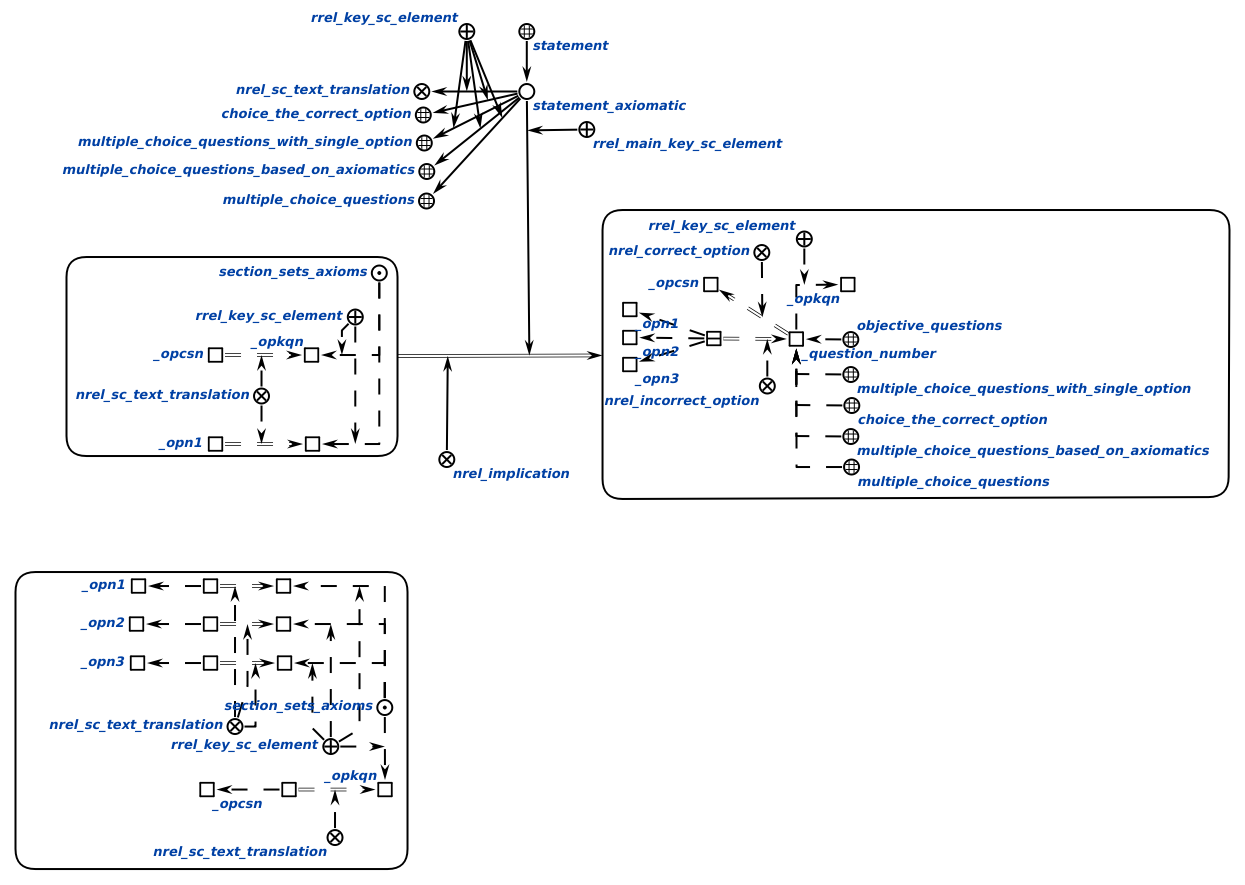 rrel_key_sc_element
statement
nrel_sc_text_translation
statement_axiomatic
choice_the_correct_option
multiple_choice_questions_with_single_option
rrel_main_key_sc_element
multiple_choice_questions_based_on_axiomatics
multiple_choice_questions
section_sets_axioms
rrel_key_sc_element
_opkqn
_opcsn
nrel_sc_text_translation
_opn1
nrel_implication
rrel_key_sc_element
nrel_correct_option
_opcsn
_opkqn
_opn1
objective_questions
_opn2
_question_number
_opn3
multiple_choice_questions_with_single_option
nrel_incorrect_option
choice_the_correct_option
multiple_choice_questions_based_on_axiomatics
multiple_choice_questions
_opn1
_opn2
_opn3
section_sets_axioms
nrel_sc_text_translation
rrel_key_sc_element
_opkqn
_opcsn
nrel_sc_text_translation